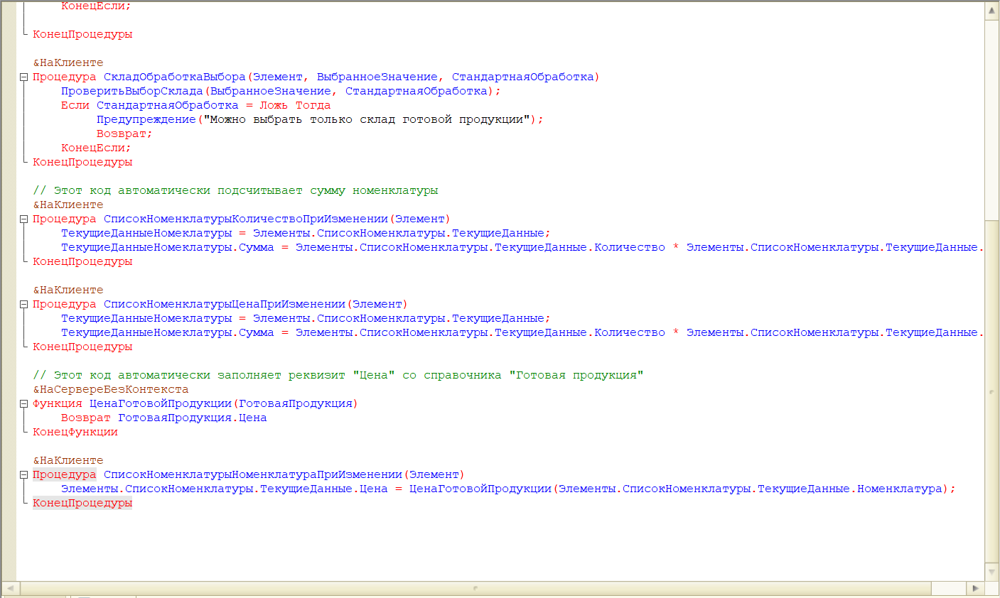 КонецЕсли;
КонецПроцедуры
&НаКлиенте
Процедура СкладОбработкаВыбора(Элемент, ВыбранноеЗначение, СтандартнаяОбработка)
ПроверитьВыборСклада(ВыбранноеЗначение, СтандартнаяОбработка);
Если СтандартнаяОбработка = Ложь Тогда
Предупреждение("Можно выбрать только склад готовой продукции");
Возврат;
КонецЕсли;
КонецПроцедуры
// Этот код автоматически подсчитывает сумму номенклатуры
&НаКлиенте
Процедура СписокНоменклатурыКоличествоПриИзменении(Элемент)
ТекущиеДанныеНомеклатуры = Элементы.СписокНоменклатуры.ТекущиеДанные;
ТекущиеДанныеНомеклатуры.Сумма = Элементы.СписокНоменклатуры.ТекущиеДанные.Количество * Элементы.СписокНоменклатуры.ТекущиеДанные.
КонецПроцедуры
&НаКлиенте
Процедура СписокНоменклатурыЦенаПриИзменении(Элемент)
ТекущиеДанныеНомеклатуры = Элементы.СписокНоменклатуры.ТекущиеДанные;
ТекущиеДанныеНомеклатуры.Сумма = Элементы.СписокНоменклатуры.ТекущиеДанные.Количество * Элементы.СписокНоменклатуры.ТекущиеДанные.
КонецПроцедуры
// Этот код автоматически заполняет реквизит "Цена" со справочника "Готовая продукция"
&НаСервереБезКонтекста
Функция ЦенаГотовойПродукции(ГотоваяПродукция)
Возврат ГотоваяПродукция.Цена
КонецФункции
&НаКлиенте
Процедура СписокНоменклатурыНоменклатураПриИзменении(Элемент)
Элементы.СписокНоменклатуры.ТекущиеДанные.Цена = ЦенаГотовойПродукции(Элементы.СписокНоменклатуры.ТекущиеДанные.Номенклатура);
КонецПроцедуры